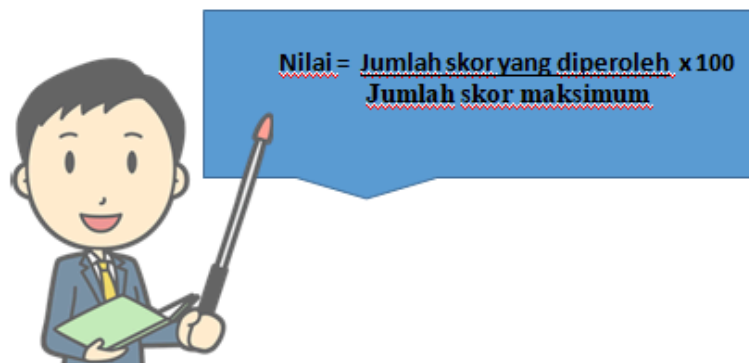 Nilai = Jumlah skor yang diperoleh x 100
Jumlah skor maksimum